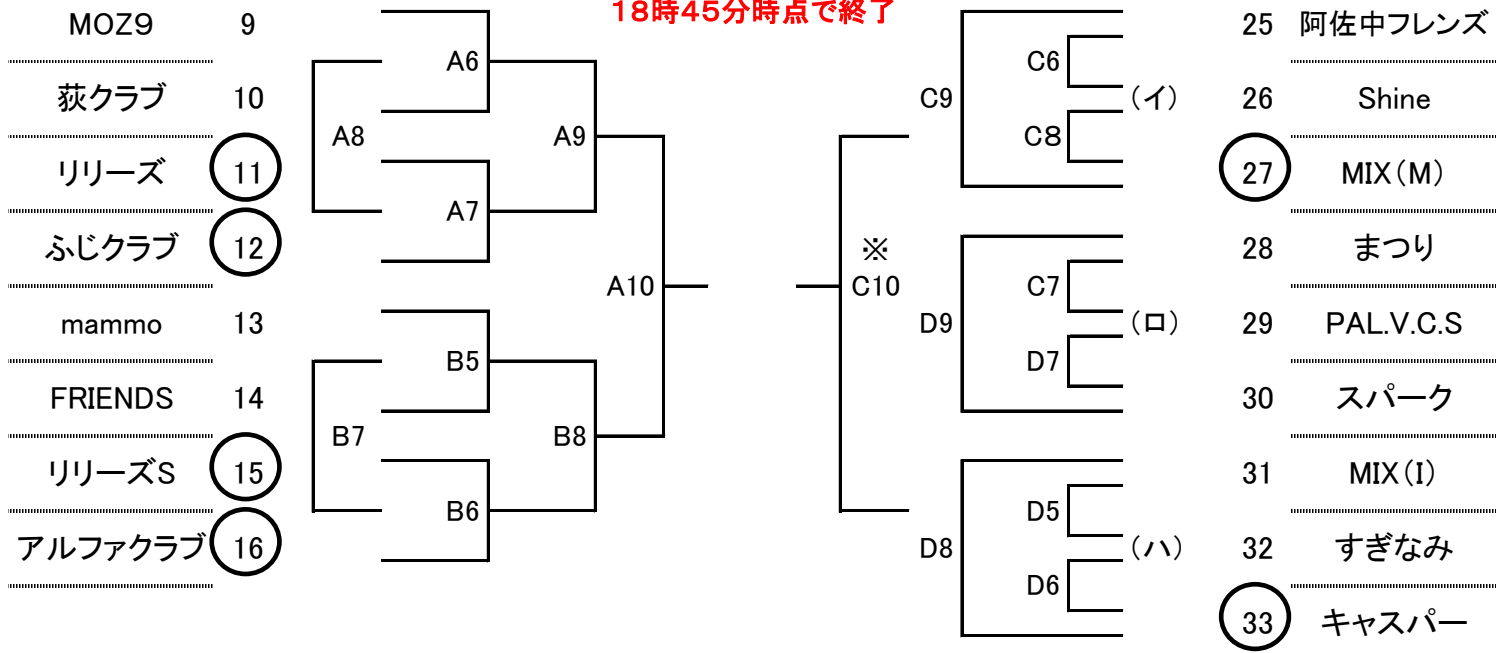 18時45分時点で終了
MOZ9 9
荻クラブ 10
リリーズ 11
ふじクラブ 12
mammo 13
FRIENDS 14
リリーズS 15
アルファクラブ 16
A6
A8 A9
A7
A10
B5
B7 B8
B6
C6
C9 (イ)
C8
※
C10
C7
D9 (ロ)
D7
D5
D8 (ハ)
D6
25 阿佐中フレンズ
26 Shine
27 MIX(M)
28 まつり
29 PAL.V.C.S
30 スパーク
31 MIX(I)
32 すぎなみ
33 キャスパー